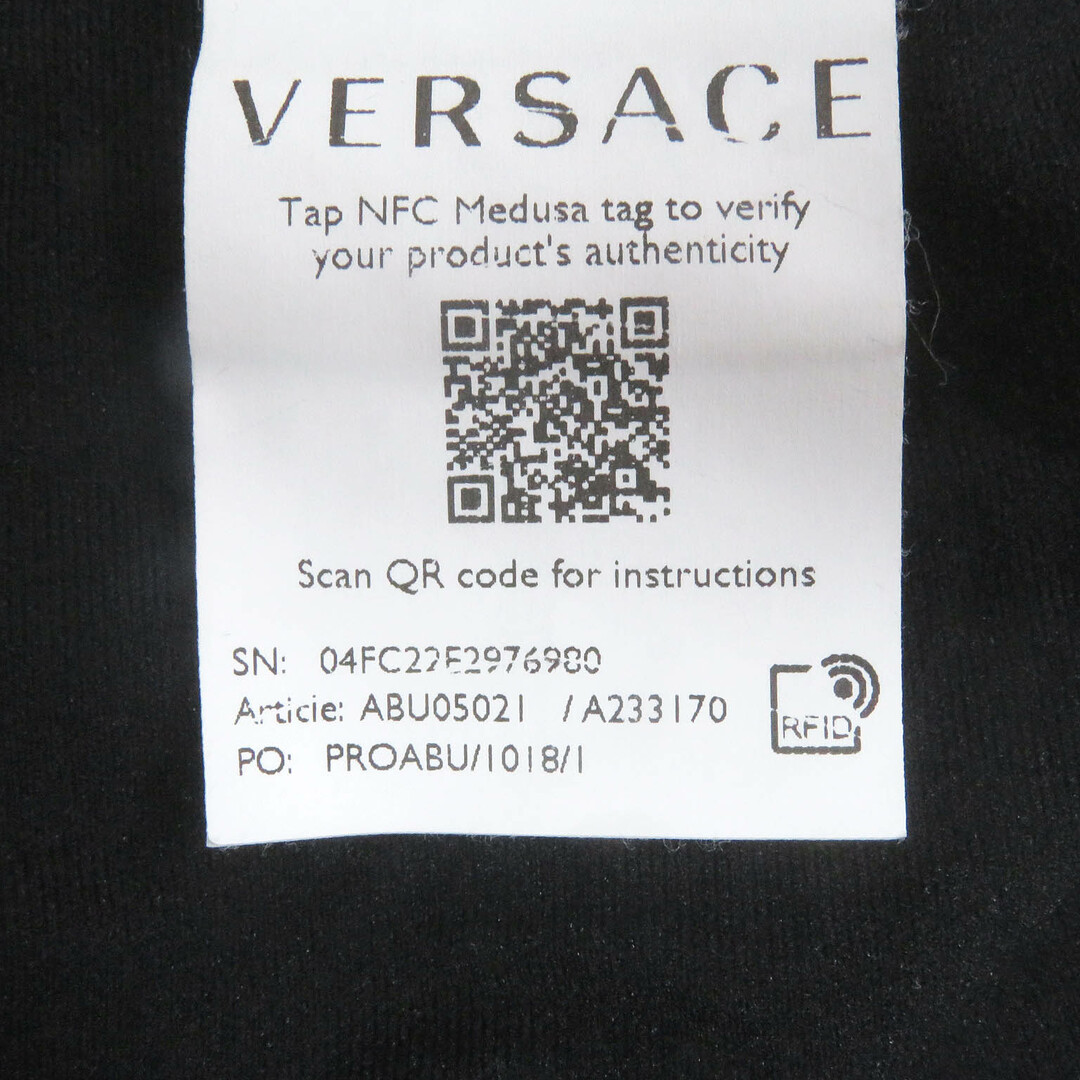 VERSACE
Tap NFC Medusa tag to verify
your product's authenticity
Scan QR code for instructions
SN: 04FC22E2976980
Article: ABU05021 /A233170
RFID
PO: PROABU/1018/1